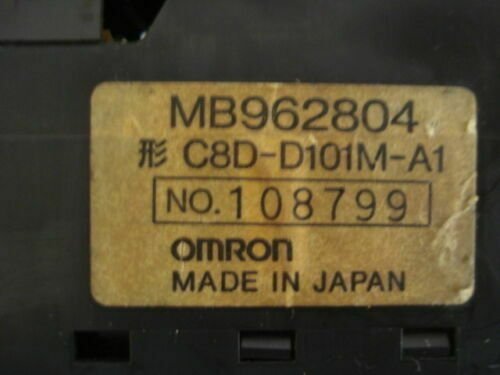 MB962804
形 C8D-D101M-A1
NO. 108799
OMRON
MADE IN JAPAN